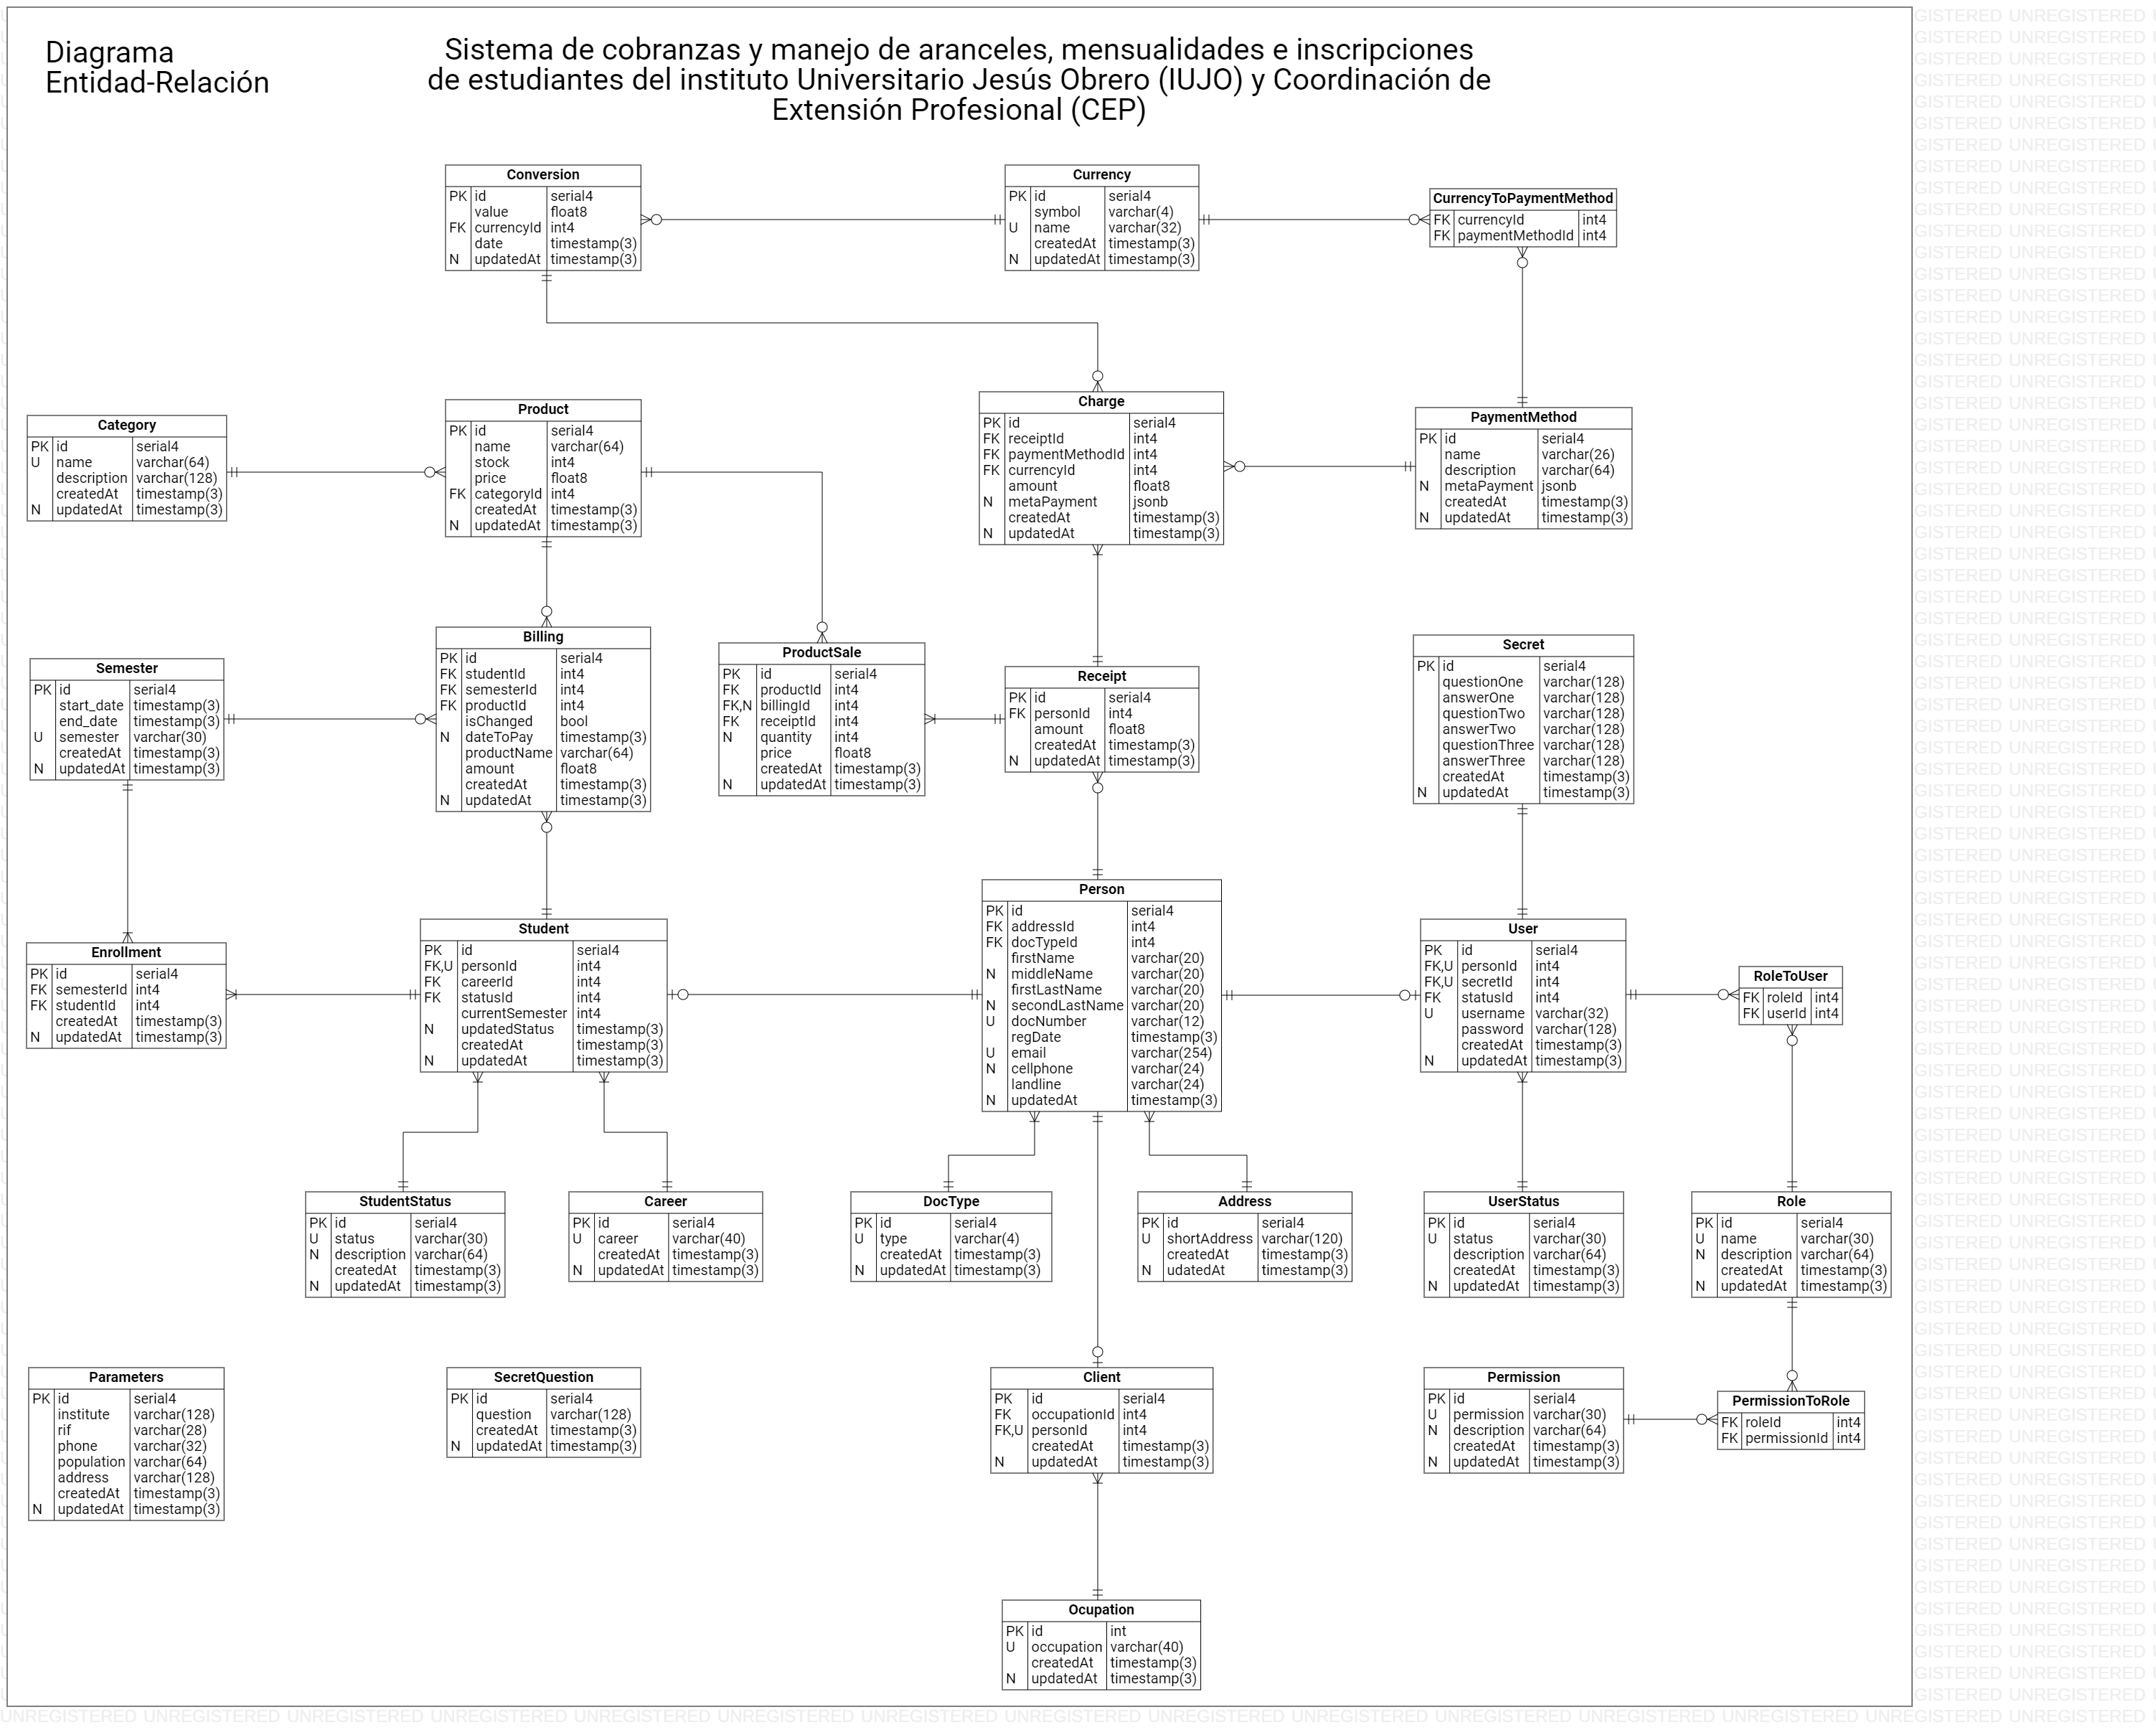 Diagrama
Entidad-Relación
Sistema de cobranzas y manejo de aranceles, mensualidades e inscripciones
de estudiantes del instituto Universitario Jesús Obrero (IUJO) y Coordinación de
Extensión Profesional (CEP)
Conversion
PK id serial4
value float8
FK currencyId int4
date timestamp(3)
N updatedAt timestamp(3)
Currency
PK id serial4
symbol varchar(4)
U name varchar(32)
createdAt timestamp(3)
N updatedAt timestamp(3)
CurrencyToPaymentMethod
FK currencyId int4
FK paymentMethodId int4
Category
PK id serial4
U name varchar(64)
description varchar(128)
createdAt timestamp(3)
N updatedAt timestamp(3)
Product
PK id serial4
name varchar(64)
stock int4
price float8
FK categoryId int4
createdAt timestamp(3)
N updatedAt timestamp(3)
Charge
PK id serial4
FK receiptId int4
FK paymentMethodId int4
FK currencyId int4
amount float8
N metaPayment jsonb
createdAt timestamp(3)
N updatedAt timestamp(3)
PaymentMethod
PK id serial4
name varchar(26)
description varchar(64)
N metaPayment jsonb
createdAt timestamp(3)
N updatedAt timestamp(3)
Semester
PK id serial4
start_date timestamp(3)
end_date timestamp(3)
U semester varchar(30)
createdAt timestamp(3)
N updatedAt timestamp(3)
Billing
PK id serial4
FK studentId int4
FK semesterId int4
FK productId int4
isChanged bool
N dateToPay timestamp(3)
productName varchar(64)
amount float8
createdAt timestamp(3)
N updatedAt timestamp(3)
ProductSale
PK id serial4
FK productId int4
FK,N billingId int4
FK receiptId int4
N quantity int4
price float8
createdAt timestamp(3)
N updatedAt timestamp(3)
Receipt
PK id serial4
FK personId int4
amount float8
createdAt timestamp(3)
N updatedAt timestamp(3)
Secret
PK id serial4
questionOne varchar(128)
answerOne varchar(128)
questionTwo varchar(128)
answerTwo varchar(128)
questionThree varchar(128)
answerThree varchar(128)
createdAt timestamp(3)
N updatedAt timestamp(3)
Enrollment
PK id serial4
FK semesterId int4
FK studentId int4
createdAt timestamp(3)
N updatedAt timestamp(3)
Student
PK id serial4
FK,U personId int4
FK careerId int4
FK statusId int4
currentSemester int4
N updatedStatus timestamp(3)
createdAt timestamp(3)
N updatedAt timestamp(3)
Person
PK id serial4
FK addressId int4
FK docTypeId int4
firstName varchar(20)
N middleName varchar(20)
firstLastName varchar(20)
N secondLastName varchar(20)
U docNumber varchar(12)
regDate timestamp(3)
U email varchar(254)
N cellphone varchar(24)
landline varchar(24)
N updatedAt timestamp(3)
User
PK id serial4
FK,U personId int4
FK,U secretId int4
FK statusId int4
U username varchar(32)
password varchar(128)
createdAt timestamp(3)
N updatedAt timestamp(3)
RoleToUser
FK roleId int4
FK userId int4
StudentStatus
PK id serial4
U status varchar(30)
N description varchar(64)
createdAt timestamp(3)
N updatedAt timestamp(3)
Career
PK id serial4
U career varchar(40)
createdAt timestamp(3)
N updatedAt timestamp(3)
DocType
PK id serial4
U type varchar(4)
createdAt timestamp(3)
N updatedAt timestamp(3)
Address
PK id serial4
U shortAddress varchar(120)
createdAt timestamp(3)
N udatedAt timestamp(3)
UserStatus
PK id serial4
U status varchar(30)
description varchar(64)
createdAt timestamp(3)
N updatedAt timestamp(3)
Role
PK id serial4
U name varchar(30)
N description varchar(64)
createdAt timestamp(3)
N updatedAt timestamp(3)
Parameters
PK id serial4
institute varchar(128)
rif varchar(28)
phone varchar(32)
population varchar(64)
address varchar(128)
createdAt timestamp(3)
N updatedAt timestamp(3)
SecretQuestion
PK id serial4
question varchar(128)
createdAt timestamp(3)
N updatedAt timestamp(3)
Client
PK id serial4
FK occupationId int4
FK,U personId int4
createdAt timestamp(3)
N updatedAt timestamp(3)
Permission
PK id serial4
U permission varchar(30)
N description varchar(64)
createdAt timestamp(3)
N updatedAt timestamp(3)
PermissionToRole
FK roleId int4
FK permissionId int4
Ocupation
PK id int
U occupation varchar(40)
createdAt timestamp(3)
N updatedAt timestamp(3)
UNREGISTERED UNREGISTERED UNREGISTERED UNREGISTERED UNREGISTERED UNREGISTERED UNREGISTERED UNREGISTERED UNREGISTERED UNREGISTERED UNREGISTERED UNREGISTERED UNREGISTERED UNREGISTERED UNREGISTERED